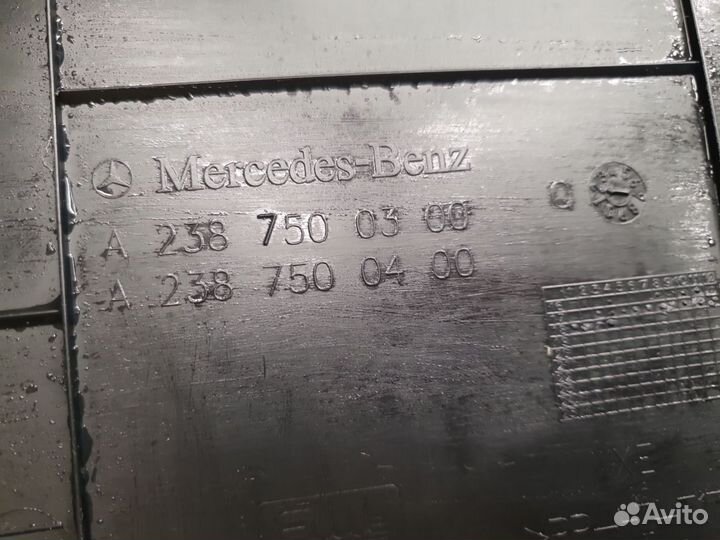 Mercedes-Benz
A 238 750 03 00
A 238 750 04 00
Avito